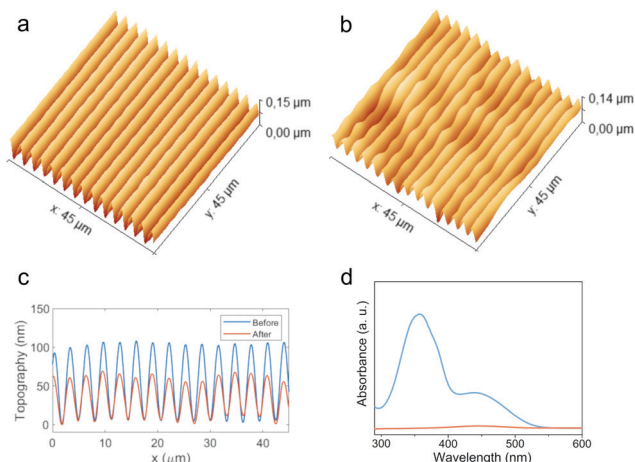 a
0,15 µm
0,00 µm
x: 45 µm
y: 45 µm
b
0,14 µm
0,00 µm
x: 45 µm
y: 45 µm
c
150
100
50
0
Topography (nm)
Before
After
0
10
20
30
40
x (µm)
d
Absorbance (a. u.)
300
400
500
600
Wavelength (nm)